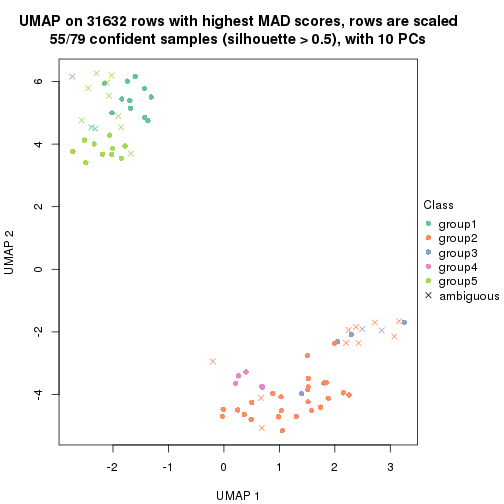 UMAP on 31632 rows with highest MAD scores, rows are scaled
55/79 confident samples (silhouette > 0.5), with 10 PCs
6
4
2
0
-2
-4
UMAP 2
-2
-1
0
1
2
3
UMAP 1
Class
group1
group2
group3
group4
group5
ambiguous